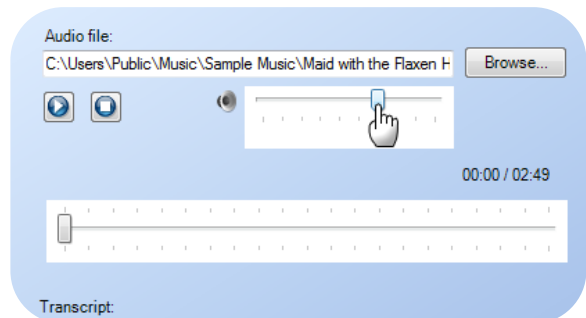 Audio file:
C:\Users\Public\Music\Sample Music\Maid with the Flaxen H
Browse...
00:00 / 02:49
Transcript: